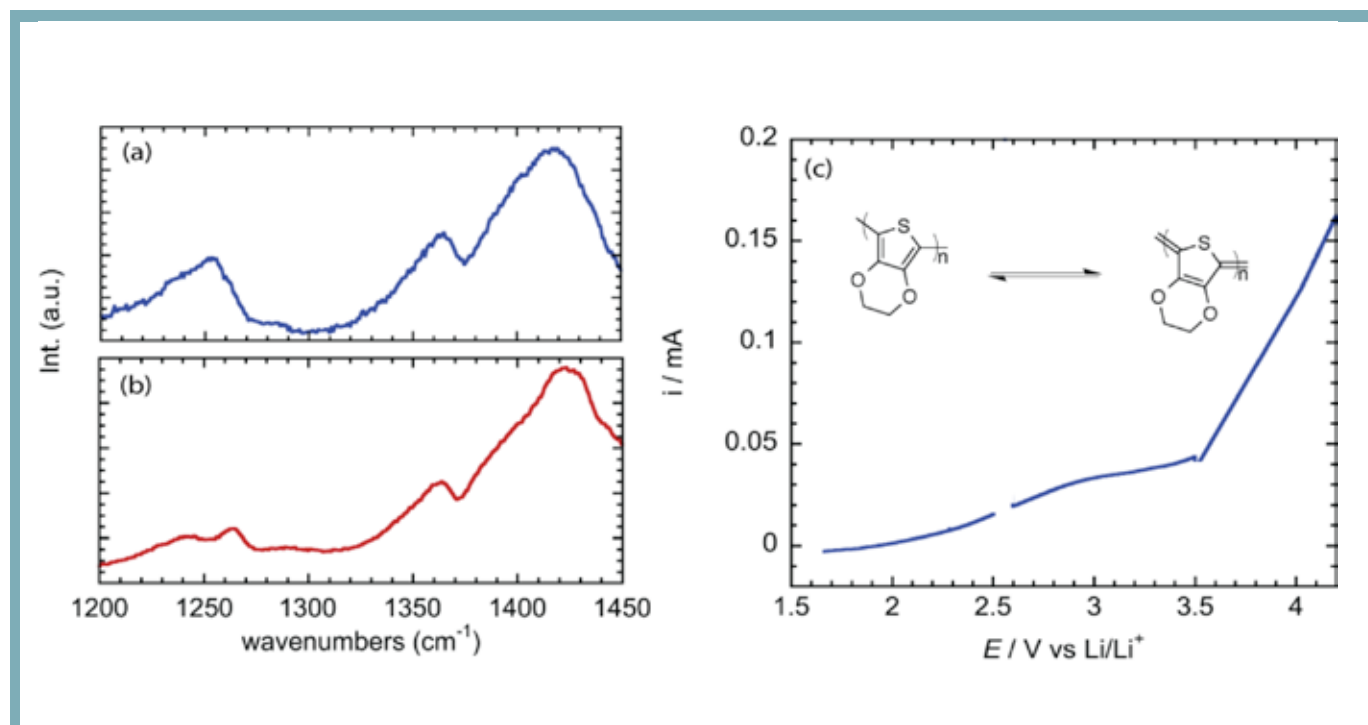 (a)
(b)
Int. (a.u.)
1200 1250 1300 1350 1400 1450
wavenumbers (cm⁻¹)
(c)
0.2
0.15
0.1
0.05
0
i / mA
S
O
O
n
S
O
O
n
1.5 2 2.5 3 3.5 4
E / V vs Li/Li⁺